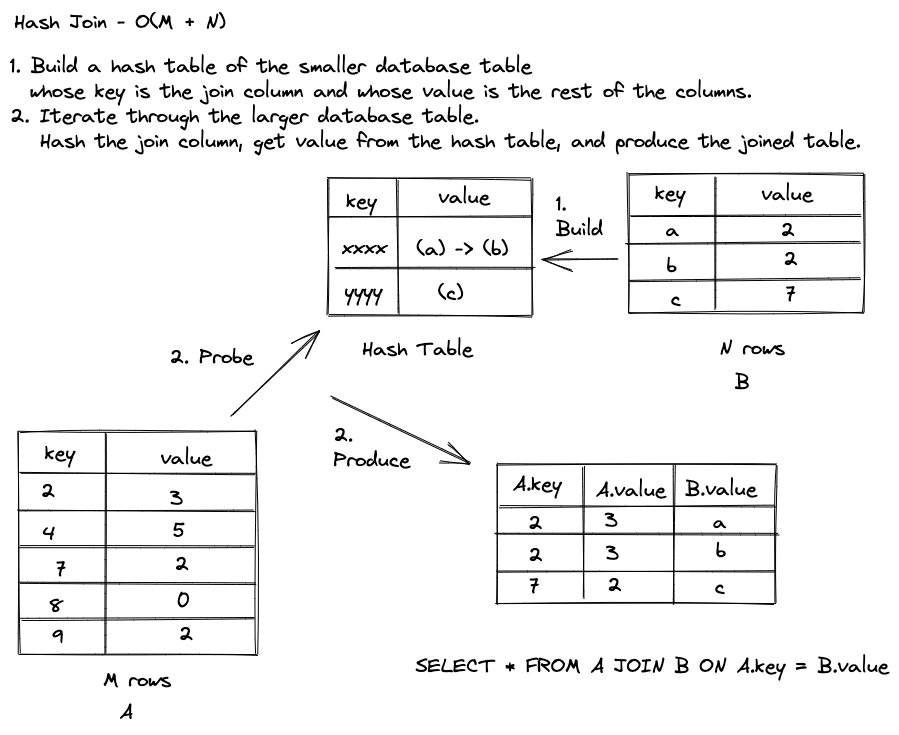 Hash Join - O(M + N)
1. Build a hash table of the smaller database table
whose key is the join column and whose value is the rest of the columns.
2. Iterate through the larger database table.
Hash the join column, get value from the hash table, and produce the joined table.
key value
xxxx (a) -> (b)
yyyy (c)
Hash Table
1.
Build
key value
a 2
b 2
c 7
N rows
B
2. Probe
key value
2 3
4 5
7 2
8 0
9 2
M rows
A
2.
Produce
A.key A.value B.value
2 3 a
2 3 b
7 2 c
SELECT * FROM A JOIN B ON A.key = B.value